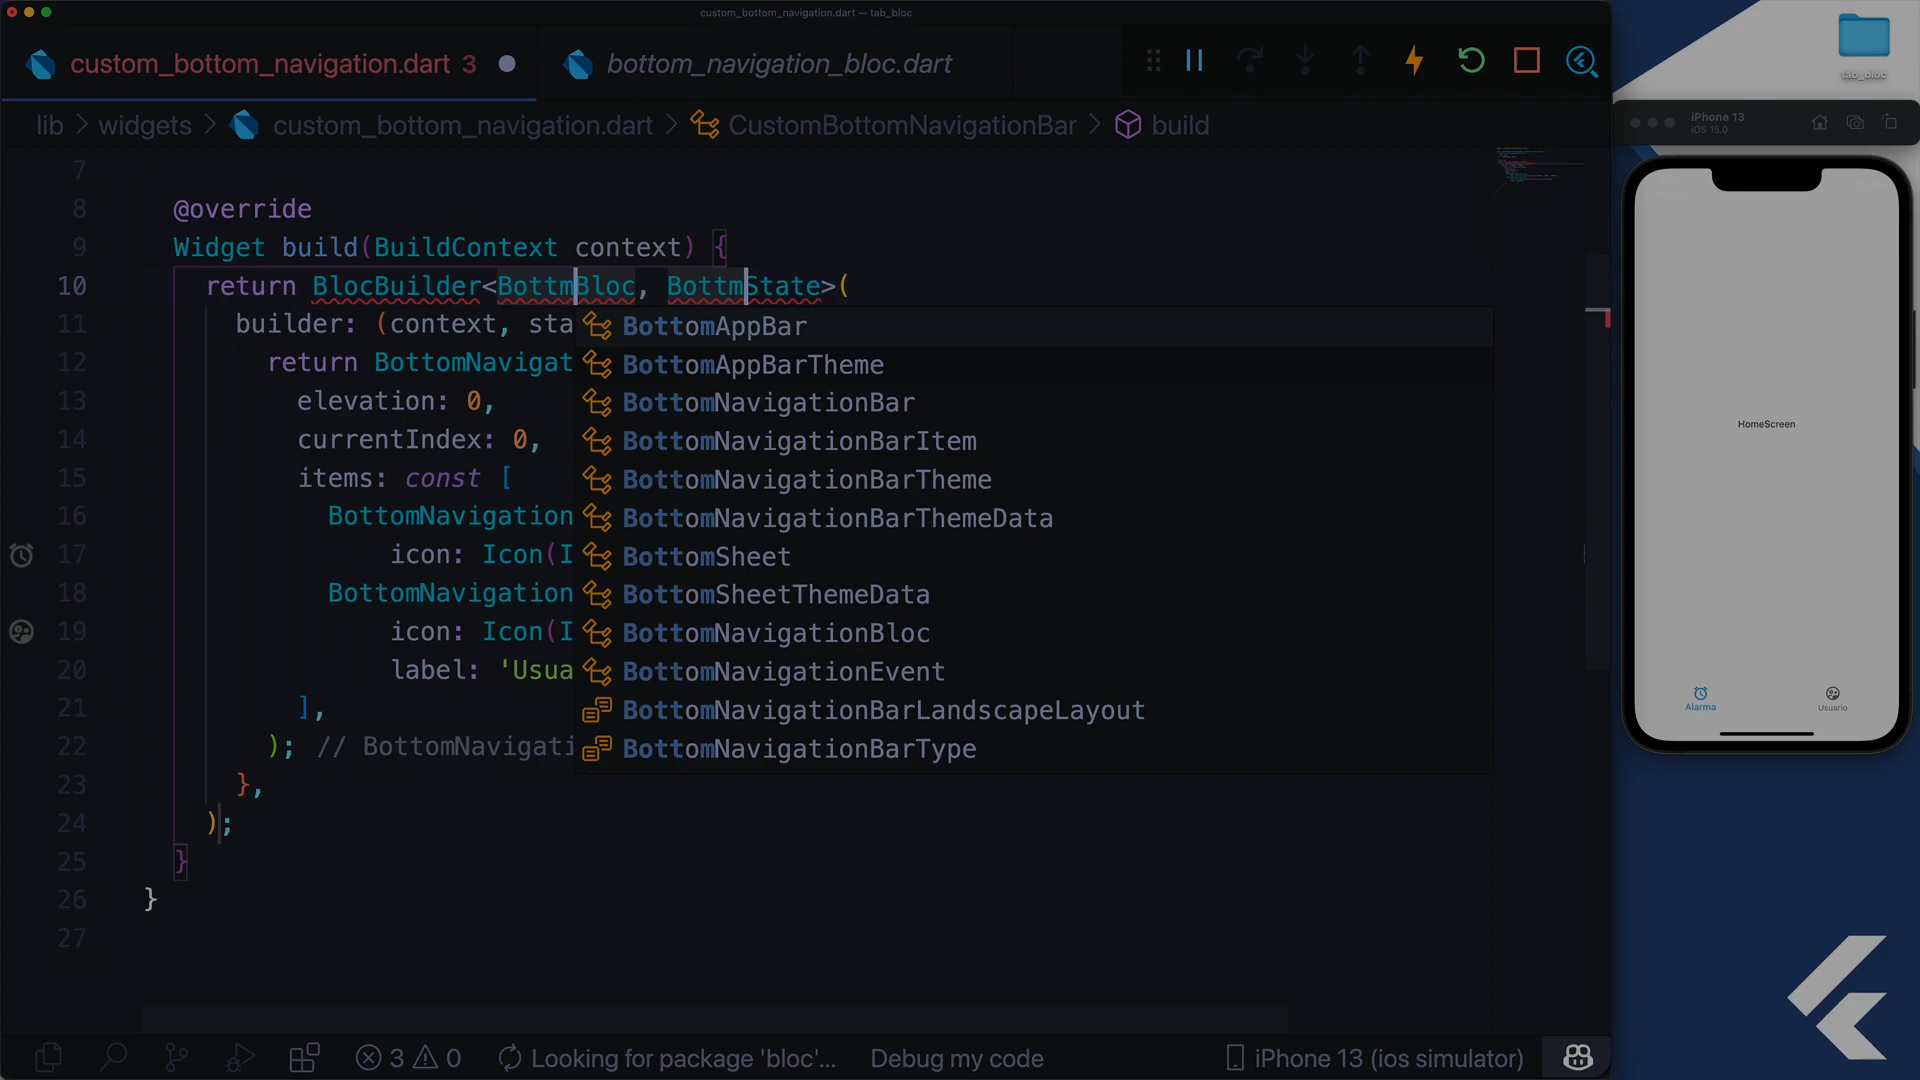 custom_bottom_navigation.dart — tab_bloc
custom_bottom_navigation.dart 3
bottom_navigation_bloc.dart
lib > widgets > custom_bottom_navigation.dart > CustomBottomNavigationBar > build
7
8 @override
9 Widget build(BuildContext context) {
10 return BlocBuilder<BottmBloc, BottmState>(
11 builder: (context, sta
12 return BottomNavigat
13 elevation: 0,
14 currentIndex: 0,
15 items: const [
16 BottomNavigation
17 icon: Icon(I
18 BottomNavigation
19 icon: Icon(I
20 label: 'Usua
21 ],
22 ); // BottomNavigati
23 },
24 );
25 }
26 }
27
BottomAppBar
BottomAppBarTheme
BottomNavigationBar
BottomNavigationBarItem
BottomNavigationBarTheme
BottomNavigationBarThemeData
BottomSheet
BottomSheetThemeData
BottomNavigationBloc
BottomNavigationEvent
BottomNavigationBarLandscapeLayout
BottomNavigationBarType
3 0 Looking for package 'bloc'... Debug my code iPhone 13 (ios simulator)
tab_bloc
iPhone 13
iOS 15.0
HomeScreen
Alarma
Usuario